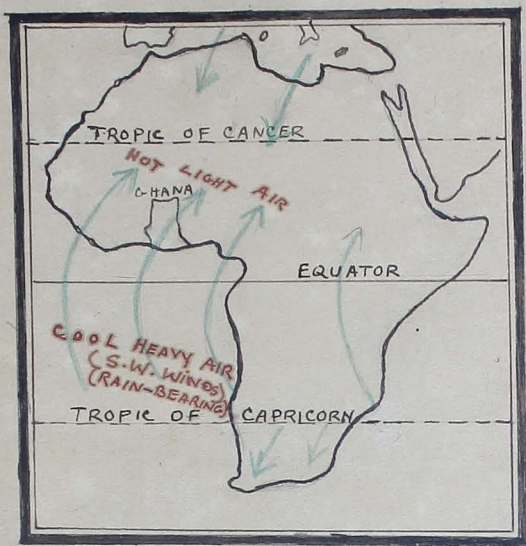 TROPIC OF CANCER
HOT LIGHT AIR
GHANA
EQUATOR
COOL HEAVY AIR
(S.W. WINDS)
(RAIN-BEARING)
TROPIC OF CAPRICORN